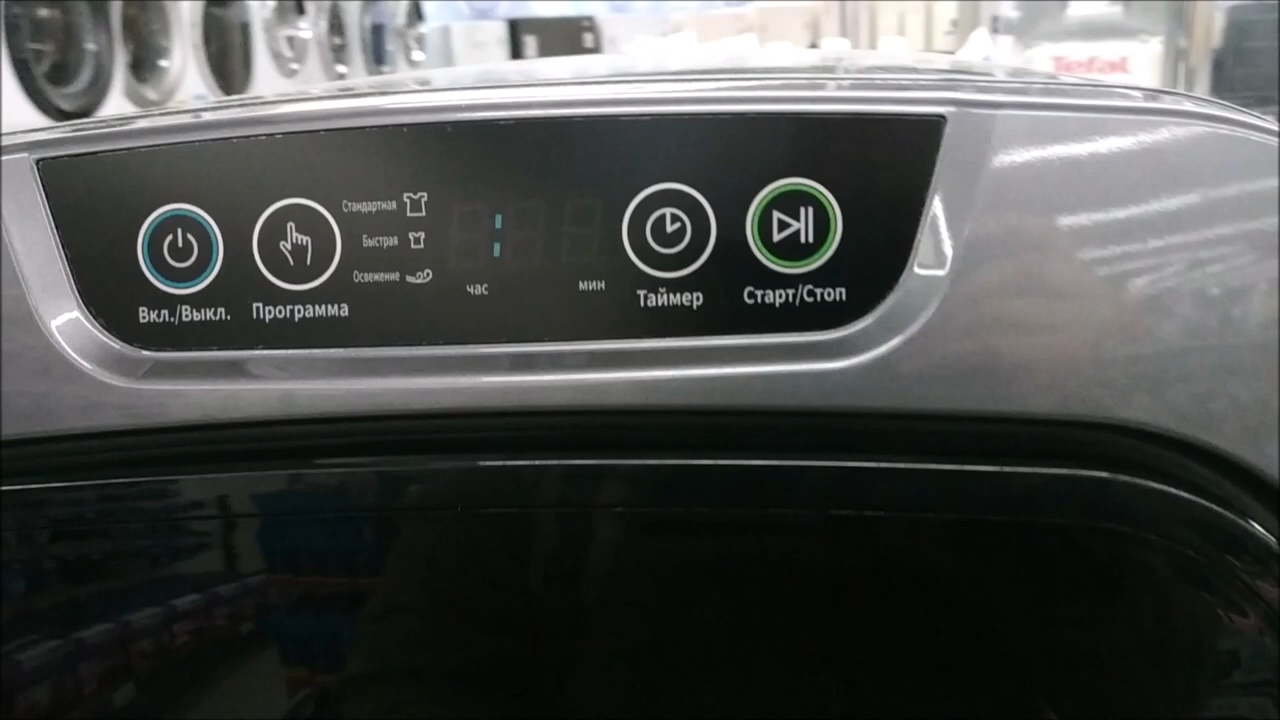 Tefal
Стандартная
Быстрая
Освежение
час
мин
Вкл./Выкл.
Программа
Таймер
Старт/Стоп